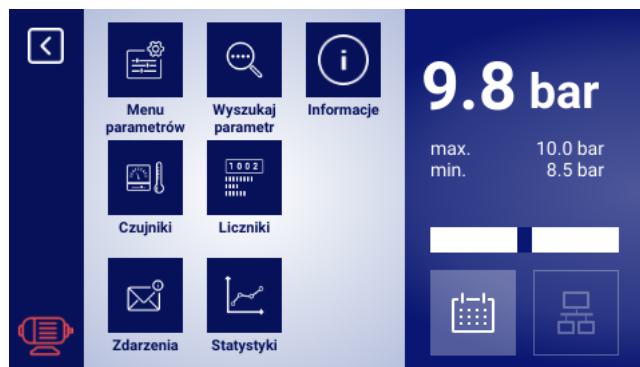 Menu
parametrów
Wyszukaj
parametr
Informacje
1002
Czujniki
Liczniki
Zdarzenia
Statystyki
9.8 bar
max. 10.0 bar
min. 8.5 bar